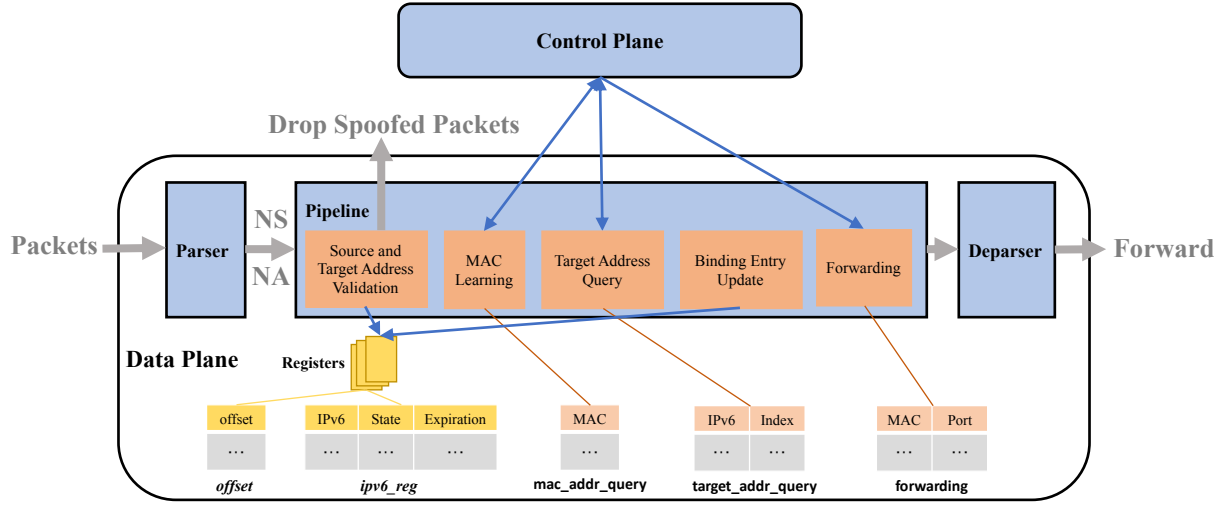 Control Plane
Drop Spoofed Packets
Packets
Parser
NS
NA
Pipeline
Source and
Target Address
Validation
MAC
Learning
Target Address
Query
Binding Entry
Update
Forwarding
Deparser
Forward
Data Plane
Registers
offset
IPv6 State Expiration
MAC
IPv6 Index
MAC Port
... ... ... ... ... ... ... ... ...
offset
ipv6_reg
mac_addr_query
target_addr_query
forwarding